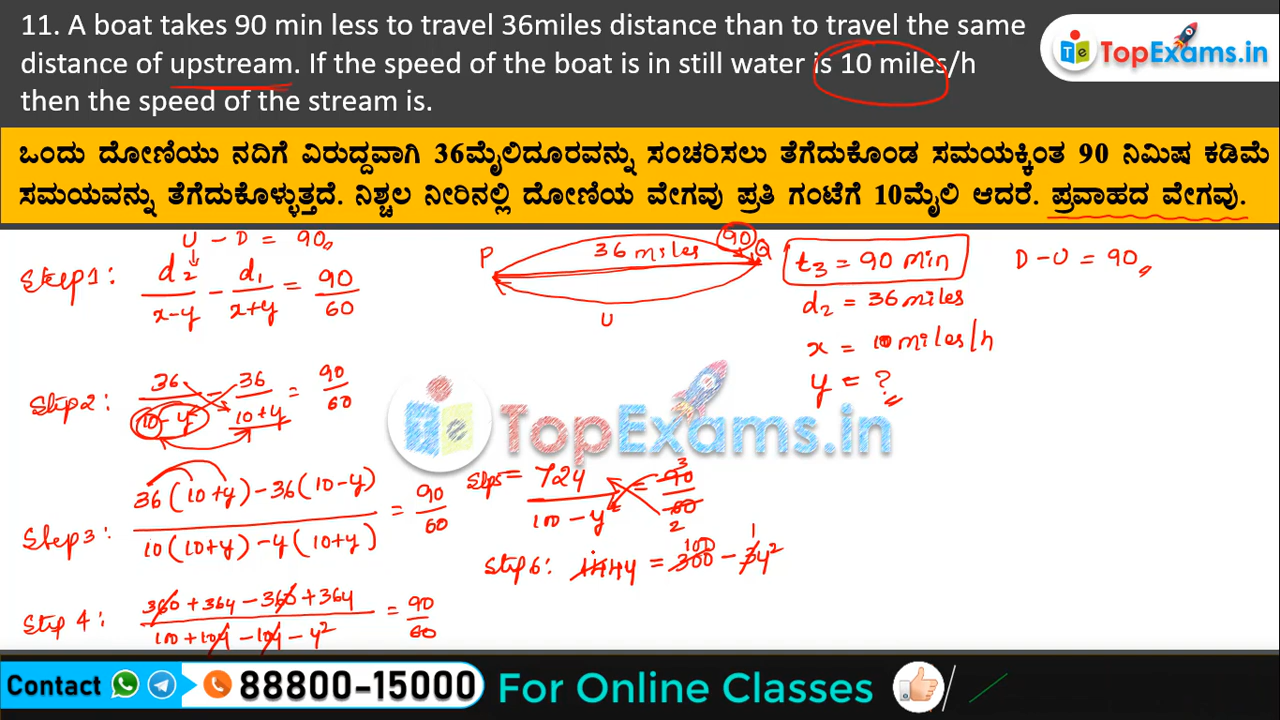 11. A boat takes 90 min less to travel 36miles distance than to travel the same
distance of upstream. If the speed of the boat is in still water is 10 miles/h
then the speed of the stream is.
Te TopExams.in
ಒಂದು ದೋಣಿಯು ನದಿಗೆ ವಿರುದ್ದವಾಗಿ 36ಮೈಲಿದೂರವನ್ನು ಸಂಚರಿಸಲು ತೆಗೆದುಕೊಂಡ ಸಮಯಕ್ಕಿಂತ 90 ನಿಮಿಷ ಕಡಿಮೆ
ಸಮಯವನ್ನು ತೆಗೆದುಕೊಳ್ಳುತ್ತದೆ. ನಿಶ್ಚಲ ನೀರಿನಲ್ಲಿ ದೋಣಿಯ ವೇಗವು ಪ್ರತಿ ಗಂಟೆಗೆ 10ಮೈಲಿ ಆದರೆ. ಪ್ರವಾಹದ ವೇಗವು.
U - D = 90
Step1: d2/x-y - d1/x+y = 90/60
P 36 miles 90 Q
U
t3 = 90 min
D - U = 90
d2 = 36 miles
x = 10 miles/h
y = ?
Step2: 36/10-y - 36/10+y = 90/60
Te TopExams.in
Step3: 36(10+y)-36(10-y)/10(10+y)-y(10+y) = 90/60
Step 4: 360+36y-360+36y/100+10y-10y-y² = 90/60
Step5= 72y/100-y² = 90/60 3 2
Step6: 144y = 300 - 3y² 100 1
Contact 88800-15000 For Online Classes